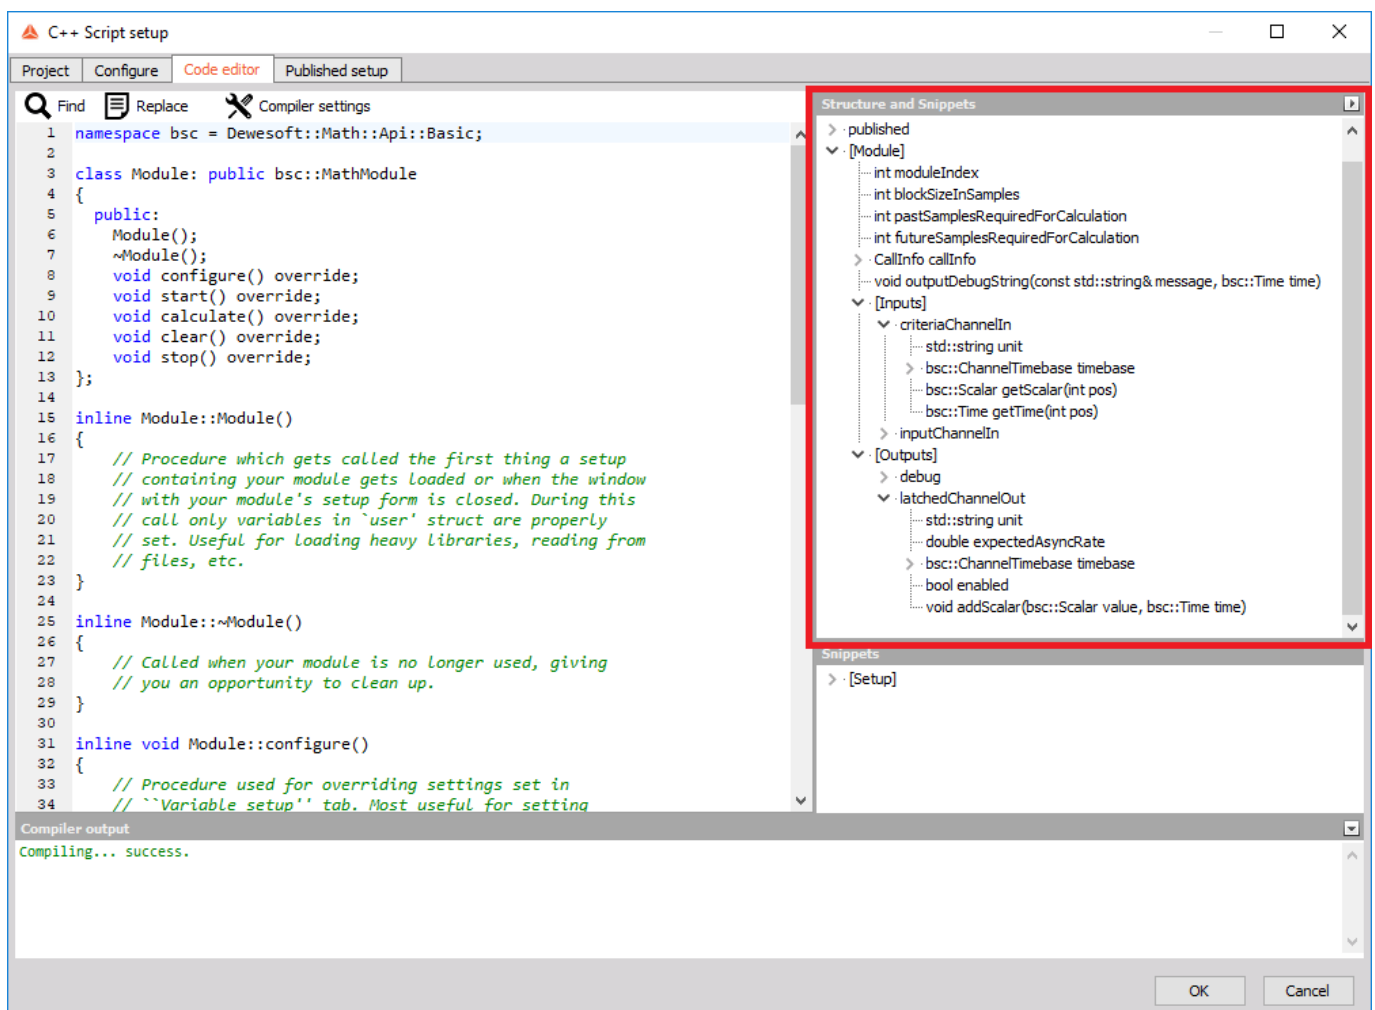 C++ Script setup
Project
Configure
Code editor
Published setup
Find
Replace
Compiler settings
1 namespace bsc = Dewesoft::Math::Api::Basic;
2
3 class Module: public bsc::MathModule
4 {
5 public:
6 Module();
7 ~Module();
8 void configure() override;
9 void start() override;
10 void calculate() override;
11 void clear() override;
12 void stop() override;
13 };
14
15 inline Module::Module()
16 {
17 // Procedure which gets called the first thing a setup
18 // containing your module gets loaded or when the window
19 // with your module's setup form is closed. During this
20 // call only variables in `user' struct are properly
21 // set. Useful for loading heavy libraries, reading from
22 // files, etc.
23 }
24
25 inline Module::~Module()
26 {
27 // Called when your module is no longer used, giving
28 // you an opportunity to clean up.
29 }
30
31 inline void Module::configure()
32 {
33 // Procedure used for overriding settings set in
34 // ``Variable setup'' tab. Most useful for setting
Structure and Snippets
published
[Module]
int moduleIndex
int blockSizeInSamples
int pastSamplesRequiredForCalculation
int futureSamplesRequiredForCalculation
CallInfo callInfo
void outputDebugString(const std::string& message, bsc::Time time)
[Inputs]
criteriaChannelIn
std::string unit
bsc::ChannelTimebase timebase
bsc::Scalar getScalar(int pos)
bsc::Time getTime(int pos)
inputChannelIn
[Outputs]
debug
latchedChannelOut
std::string unit
double expectedAsyncRate
bsc::ChannelTimebase timebase
bool enabled
void addScalar(bsc::Scalar value, bsc::Time time)
Snippets
[Setup]
Compiler output
Compiling... success.
OK
Cancel